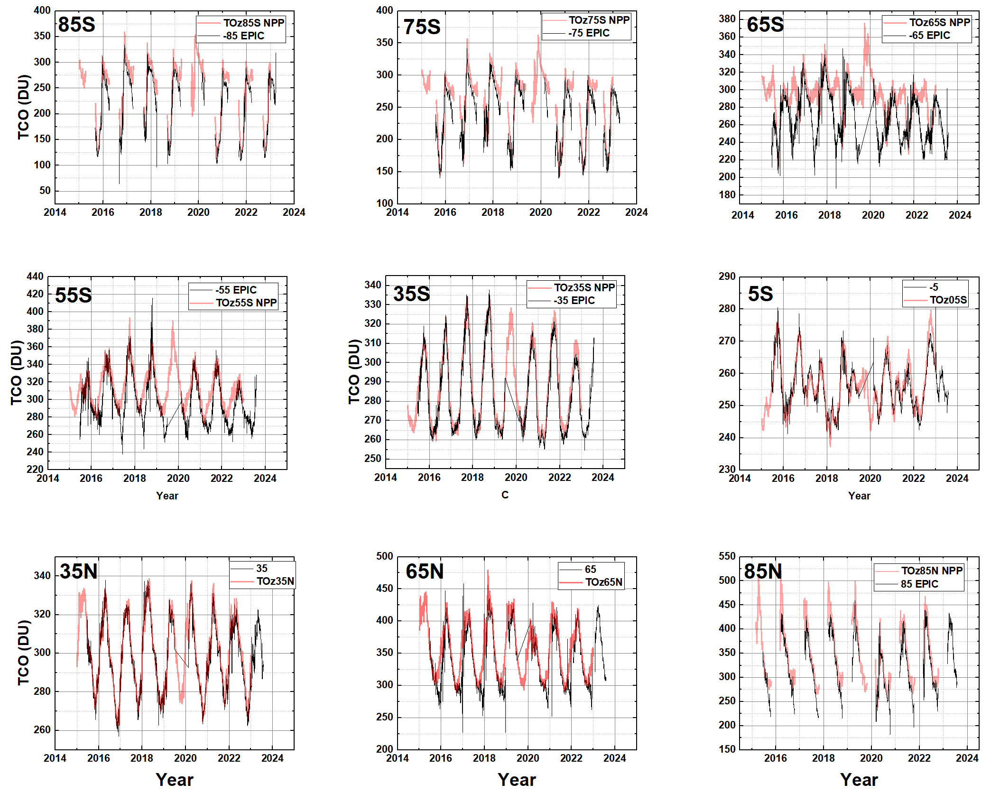 85S
TOz85S NPP
-85 EPIC
TCO (DU)
400
350
300
250
200
150
100
50
2014 2016 2018 2020 2022 2024
75S
TOz75S NPP
-75 EPIC
400
350
300
250
200
150
100
2014 2016 2018 2020 2022 2024
65S
TOz65S NPP
-65 EPIC
380
360
340
320
300
280
260
240
220
200
180
2014 2016 2018 2020 2022 2024
55S
-55 EPIC
TOz55S NPP
TCO (DU)
440
420
400
380
360
340
320
300
280
260
240
220
2014 2016 2018 2020 2022 2024
Year
35S
TOz35S NPP
-35 EPIC
TCO (DU)
340
330
320
310
300
290
280
270
260
250
2014 2016 2018 2020 2022 2024
C
5S
-5
TOz05S
290
280
270
260
250
240
230
2014 2016 2018 2020 2022 2024
Year
35N
35
TOz35N
TCO (DU)
340
320
300
280
260
2014 2016 2018 2020 2022 2024
Year
65N
65
TOz65N
500
450
400
350
300
250
200
2014 2016 2018 2020 2022 2024
Year
85N
TOz85N NPP
85 EPIC
550
500
450
400
350
300
250
200
150
2016 2018 2020 2022 2024
Year